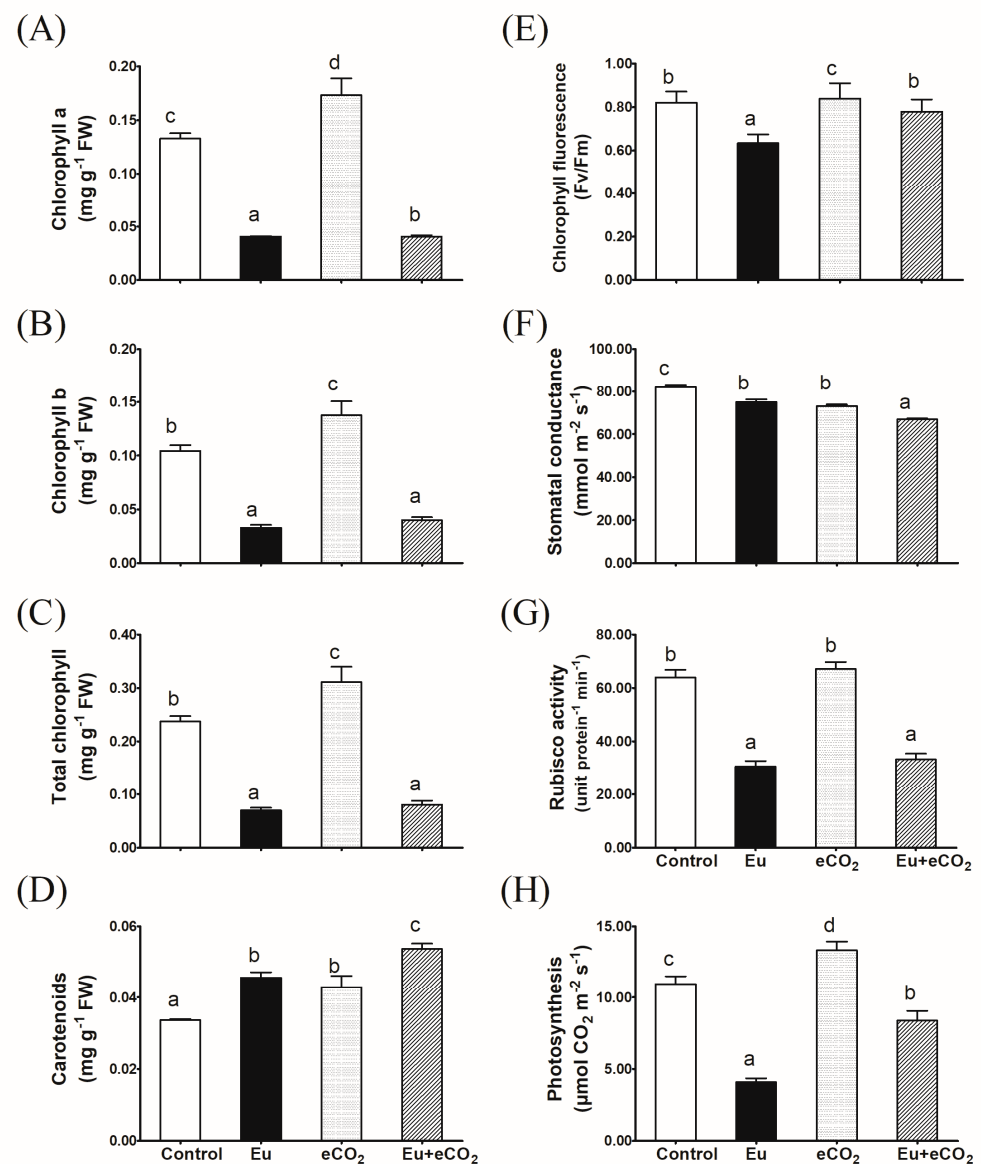 (A)
Chlorophyll a
(mg g⁻¹ FW)
0.20
0.15
0.10
0.05
0.00
c
a
d
b
(B)
Chlorophyll b
(mg g⁻¹ FW)
0.20
0.15
0.10
0.05
0.00
b
a
c
a
(C)
Total chlorophyll
(mg g⁻¹ FW)
0.40
0.30
0.20
0.10
0.00
b
a
c
a
(D)
Carotenoids
(mg g⁻¹ FW)
0.06
0.04
0.02
0.00
a
b
b
c
Control Eu eCO₂ Eu+eCO₂
(E)
Chlorophyll fluorescence
(Fv/Fm)
1.00
0.80
0.60
0.40
0.20
0.00
b
a
c
b
(F)
Stomatal conductance
(mmol m⁻² s⁻¹)
100.00
80.00
60.00
40.00
20.00
0.00
c
b
b
a
(G)
Rubisco activity
(unit protein⁻¹ min⁻¹)
80.00
60.00
40.00
20.00
0.00
b
a
b
a
Control Eu eCO₂ Eu+eCO₂
(H)
Photosynthesis
(μmol CO₂ m⁻² s⁻¹)
15.00
10.00
5.00
0.00
c
a
d
b
Control Eu eCO₂ Eu+eCO₂